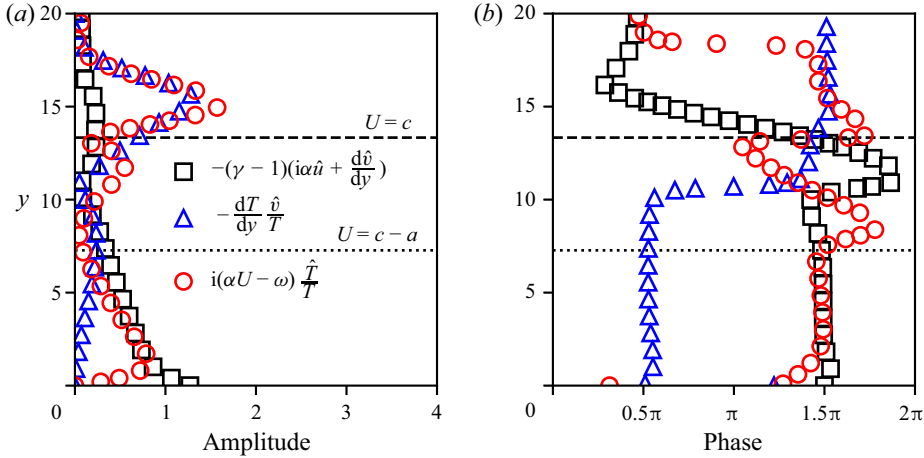 (a)
(b)
20
15
10
5
0
y
U = c
−(γ − 1)(iαû + dv̂/dy)
− dT/dy v̂/T
U = c − a
i(αU − ω) T̂/T
0 1 2 3 4
Amplitude
20
15
10
5
0 0.5π π 1.5π 2π
Phase